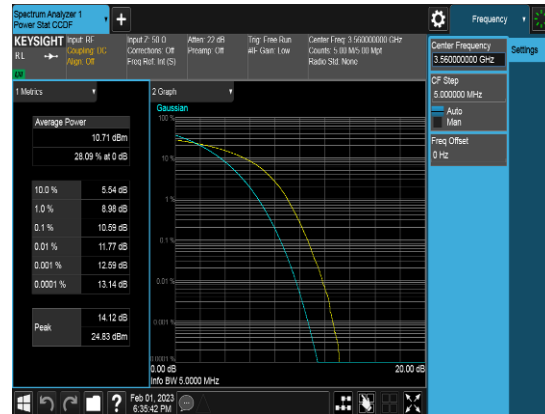 Spectrum Analyzer 1
Power Stat CCDF
+
Frequency
KEYSIGHT
Input: RF
Coupling: DC
Align: Off
RL
Input Z: 50 Ω
Corrections: Off
Freq Ref: Int (S)
Atten: 22 dB
Preamp: Off
Trig: Free Run
#IF Gain: Low
Center Freq: 3.560000000 GHz
Counts: 5.00 M/5.00 Mpt
Radio Std: None
Center Frequency
3.560000000 GHz
Settings
CF Step
5.000000 MHz
Auto
Man
Freq Offset
0 Hz
1 Metrics
Average Power
10.71 dBm
28.09 % at 0 dB
10.0 % 5.54 dB
1.0 % 8.98 dB
0.1 % 10.59 dB
0.01 % 11.77 dB
0.001 % 12.59 dB
0.0001 % 13.14 dB
Peak
14.12 dB
24.83 dBm
2 Graph
Gaussian
100 %
10 %
1 %
0.1 %
0.01 %
0.001 %
0.0001 %
0.00 dB
20.00 dB
Info BW 5.0000 MHz
?
Feb 01, 2023
6:35:42 PM